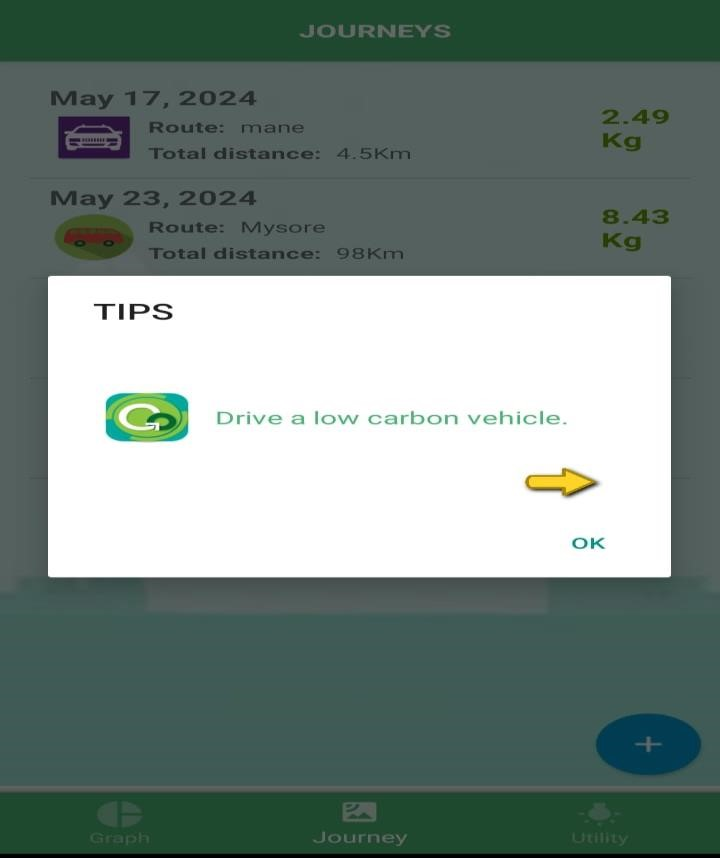 JOURNEYS
May 17, 2024
Route: mane
Total distance: 4.5Km
2.49
Kg
May 23, 2024
Route: Mysore
Total distance: 98Km
8.43
Kg
TIPS
Drive a low carbon vehicle.
OK
+
Graph
Journey
Utility